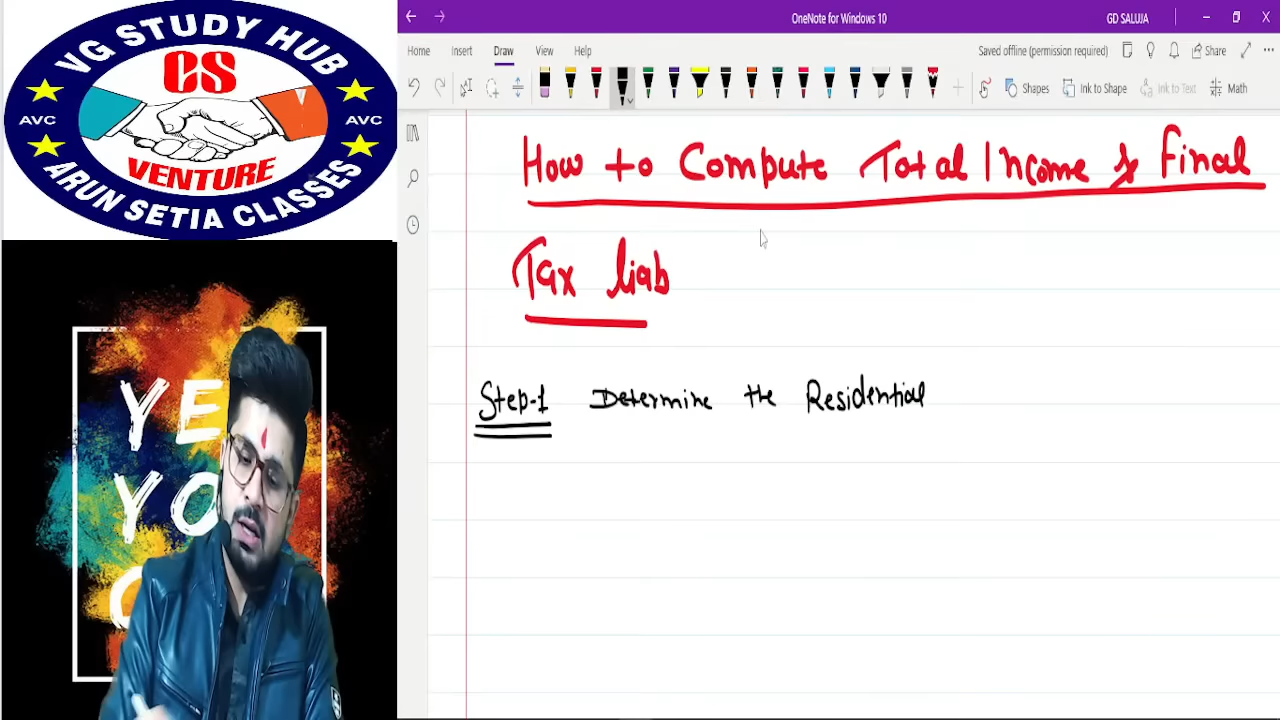 VG STUDY HUB
CS
AVC
AVC
VENTURE
ARUN SETIA CLASSES
YE
YO
OneNote for Windows 10
GD SALUJA
Home Insert Draw View Help
Saved offline (permission required)
Share
Shapes
Ink to Shape
Ink to Text
Math
How to Compute Total Income & Final
Tax liab
Step-1 Determine the Residential